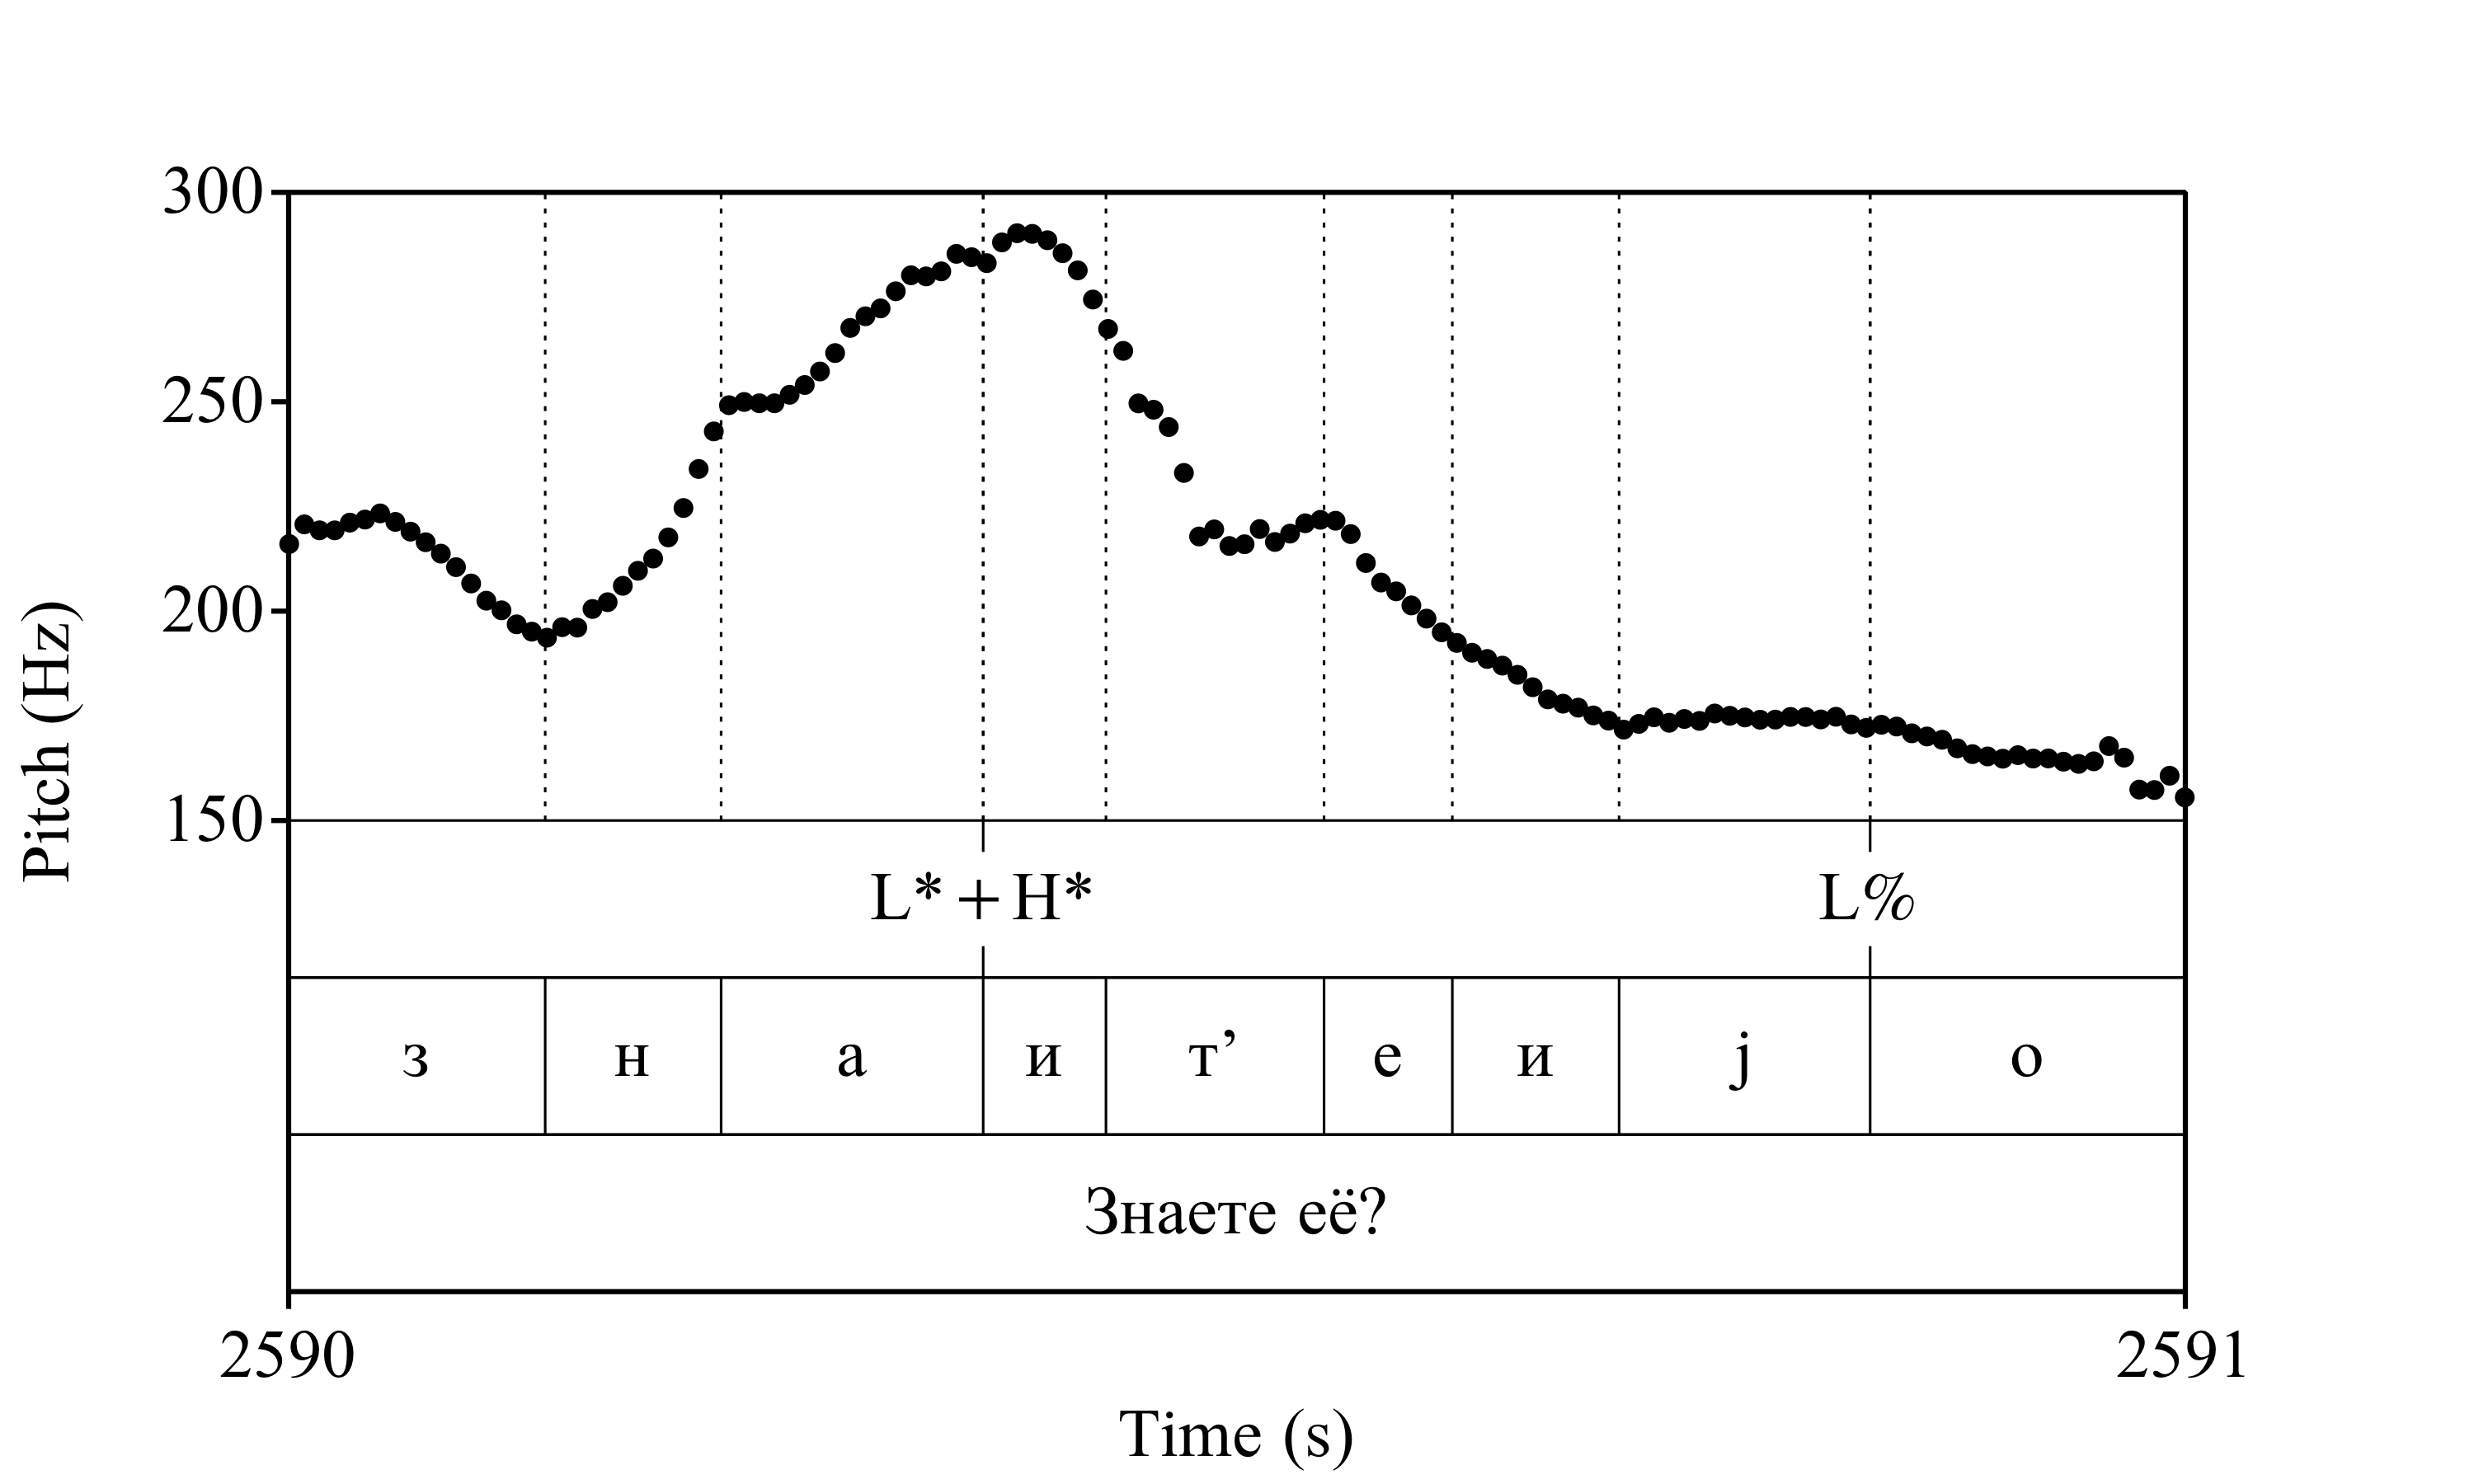 300
250
200
150
Pitch (Hz)
L*+H* L%
з н а и т’ е и j о
Знаете её?
2590 2591
Time (s)